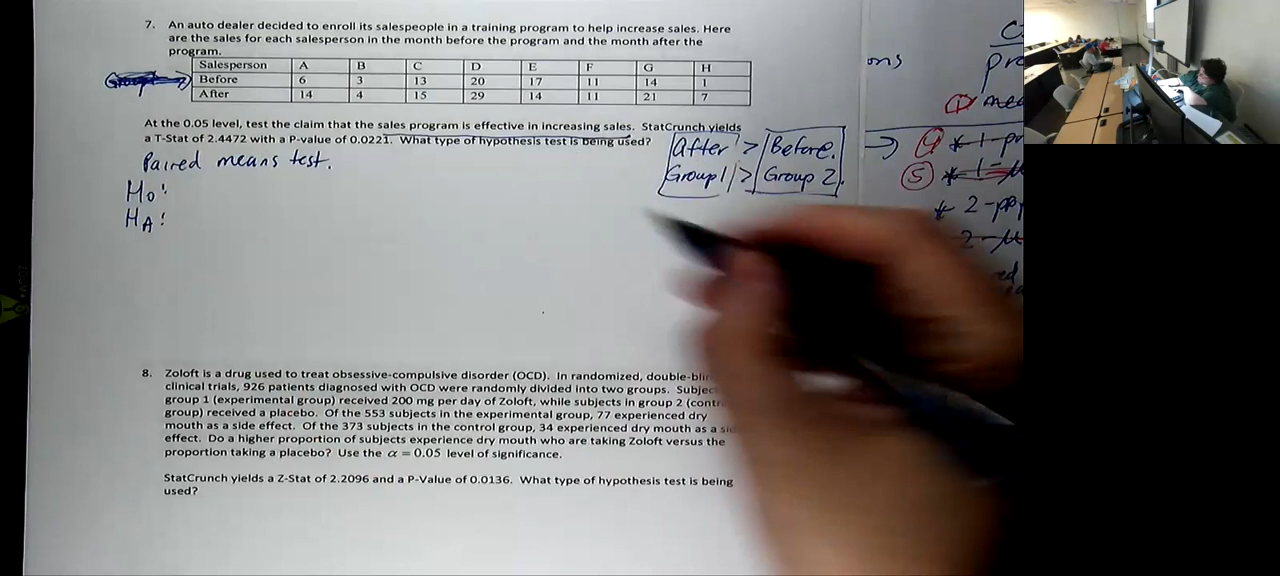 7. An auto dealer decided to enroll its salespeople in a training program to help increase sales. Here
are the sales for each salesperson in the month before the program and the month after the
program.
Salesperson A B C D E F G H
Before 6 3 13 20 17 11 14 1
After 14 4 15 29 14 11 21 7
At the 0.05 level, test the claim that the sales program is effective in increasing sales. StatCrunch yields
a T-Stat of 2.4472 with a P-value of 0.0221. What type of hypothesis test is being used?
Paired means test.
Ho:
HA:
After > Before.
Group 1 > Group 2.
ons
① mea
④ * 1-pr
⑤ * 1-μ
* 2-pp
2-μ
8. Zoloft is a drug used to treat obsessive-compulsive disorder (OCD). In randomized, double-blin
clinical trials, 926 patients diagnosed with OCD were randomly divided into two groups. Subjec
group 1 (experimental group) received 200 mg per day of Zoloft, while subjects in group 2 (contr
group) received a placebo. Of the 553 subjects in the experimental group, 77 experienced dry
mouth as a side effect. Of the 373 subjects in the control group, 34 experienced dry mouth as a si
effect. Do a higher proportion of subjects experience dry mouth who are taking Zoloft versus the
proportion taking a placebo? Use the α = 0.05 level of significance.
StatCrunch yields a Z-Stat of 2.2096 and a P-Value of 0.0136. What type of hypothesis test is being
used?